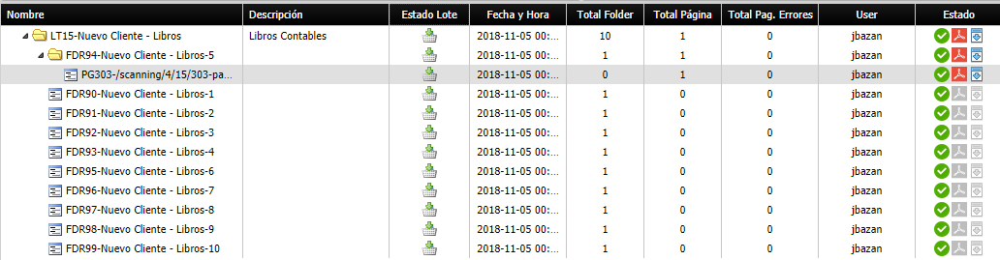 Nombre Descripción Estado Lote Fecha y Hora Total Folder Total Página Total Pag. Errores User Estado
LT15-Nuevo Cliente - Libros Libros Contables 2018-11-05 00:... 10 1 0 jbazan
FDR94-Nuevo Cliente - Libros-5 2018-11-05 00:... 1 1 0 jbazan
PG303-/scanning/4/15/303-pa... 2018-11-05 00:... 0 1 0 jbazan
FDR90-Nuevo Cliente - Libros-1 2018-11-05 00:... 1 0 0 jbazan
FDR91-Nuevo Cliente - Libros-2 2018-11-05 00:... 1 0 0 jbazan
FDR92-Nuevo Cliente - Libros-3 2018-11-05 00:... 1 0 0 jbazan
FDR93-Nuevo Cliente - Libros-4 2018-11-05 00:... 1 0 0 jbazan
FDR95-Nuevo Cliente - Libros-6 2018-11-05 00:... 1 0 0 jbazan
FDR96-Nuevo Cliente - Libros-7 2018-11-05 00:... 1 0 0 jbazan
FDR97-Nuevo Cliente - Libros-8 2018-11-05 00:... 1 0 0 jbazan
FDR98-Nuevo Cliente - Libros-9 2018-11-05 00:... 1 0 0 jbazan
FDR99-Nuevo Cliente - Libros-10 2018-11-05 00:... 1 0 0 jbazan